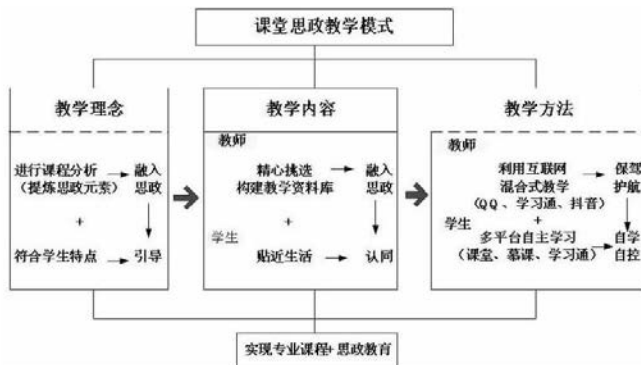 课堂思政教学模式
教学理念
进行课程分析
（提炼思政元素）
融入
思政
+
符合学生特点
引导
教学内容
教师
精心挑选
构建教学资料库
融入
思政
+
学生
贴近生活
认同
教学方法
教师
利用互联网
混合式教学
（QQ、学习通、抖音）
保驾
护航
+
学生
多平台自主学习
（课堂、慕课、学习通）
自学
自控
实现专业课程+思政教育